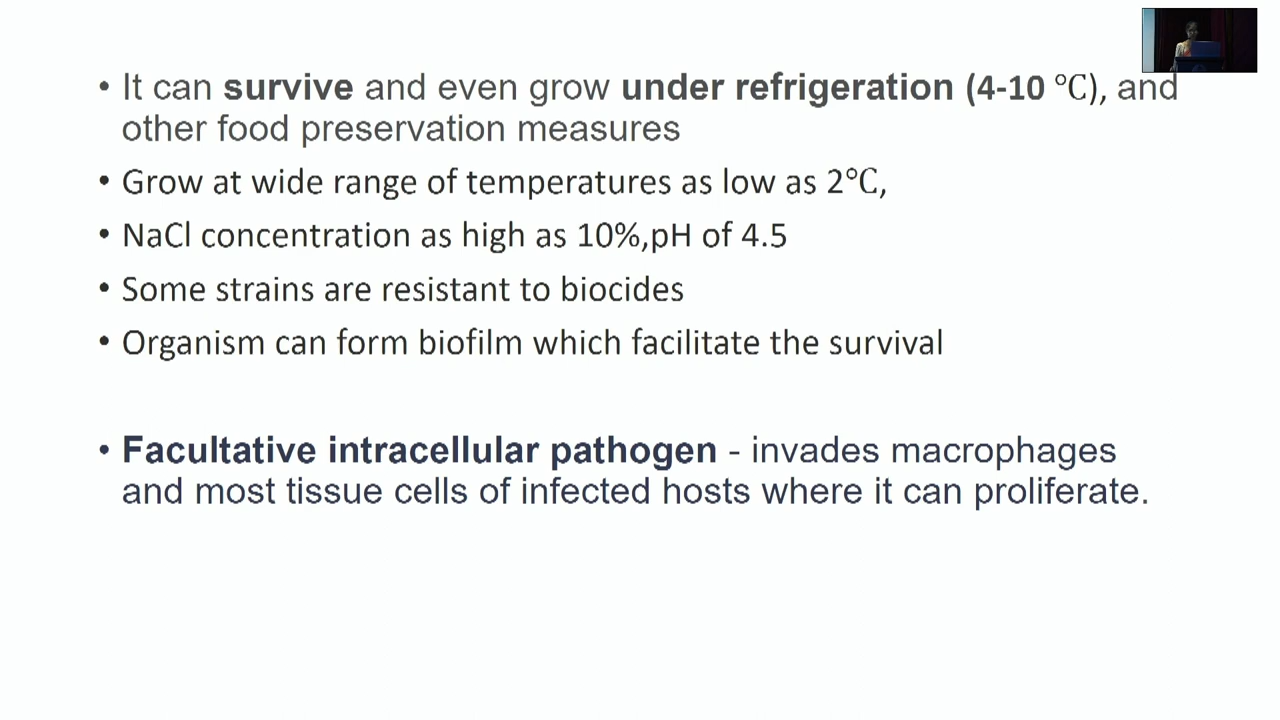 • It can survive and even grow under refrigeration (4-10 ℃), and
other food preservation measures
• Grow at wide range of temperatures as low as 2℃,
• NaCl concentration as high as 10%,pH of 4.5
• Some strains are resistant to biocides
• Organism can form biofilm which facilitate the survival
• Facultative intracellular pathogen - invades macrophages
and most tissue cells of infected hosts where it can proliferate.